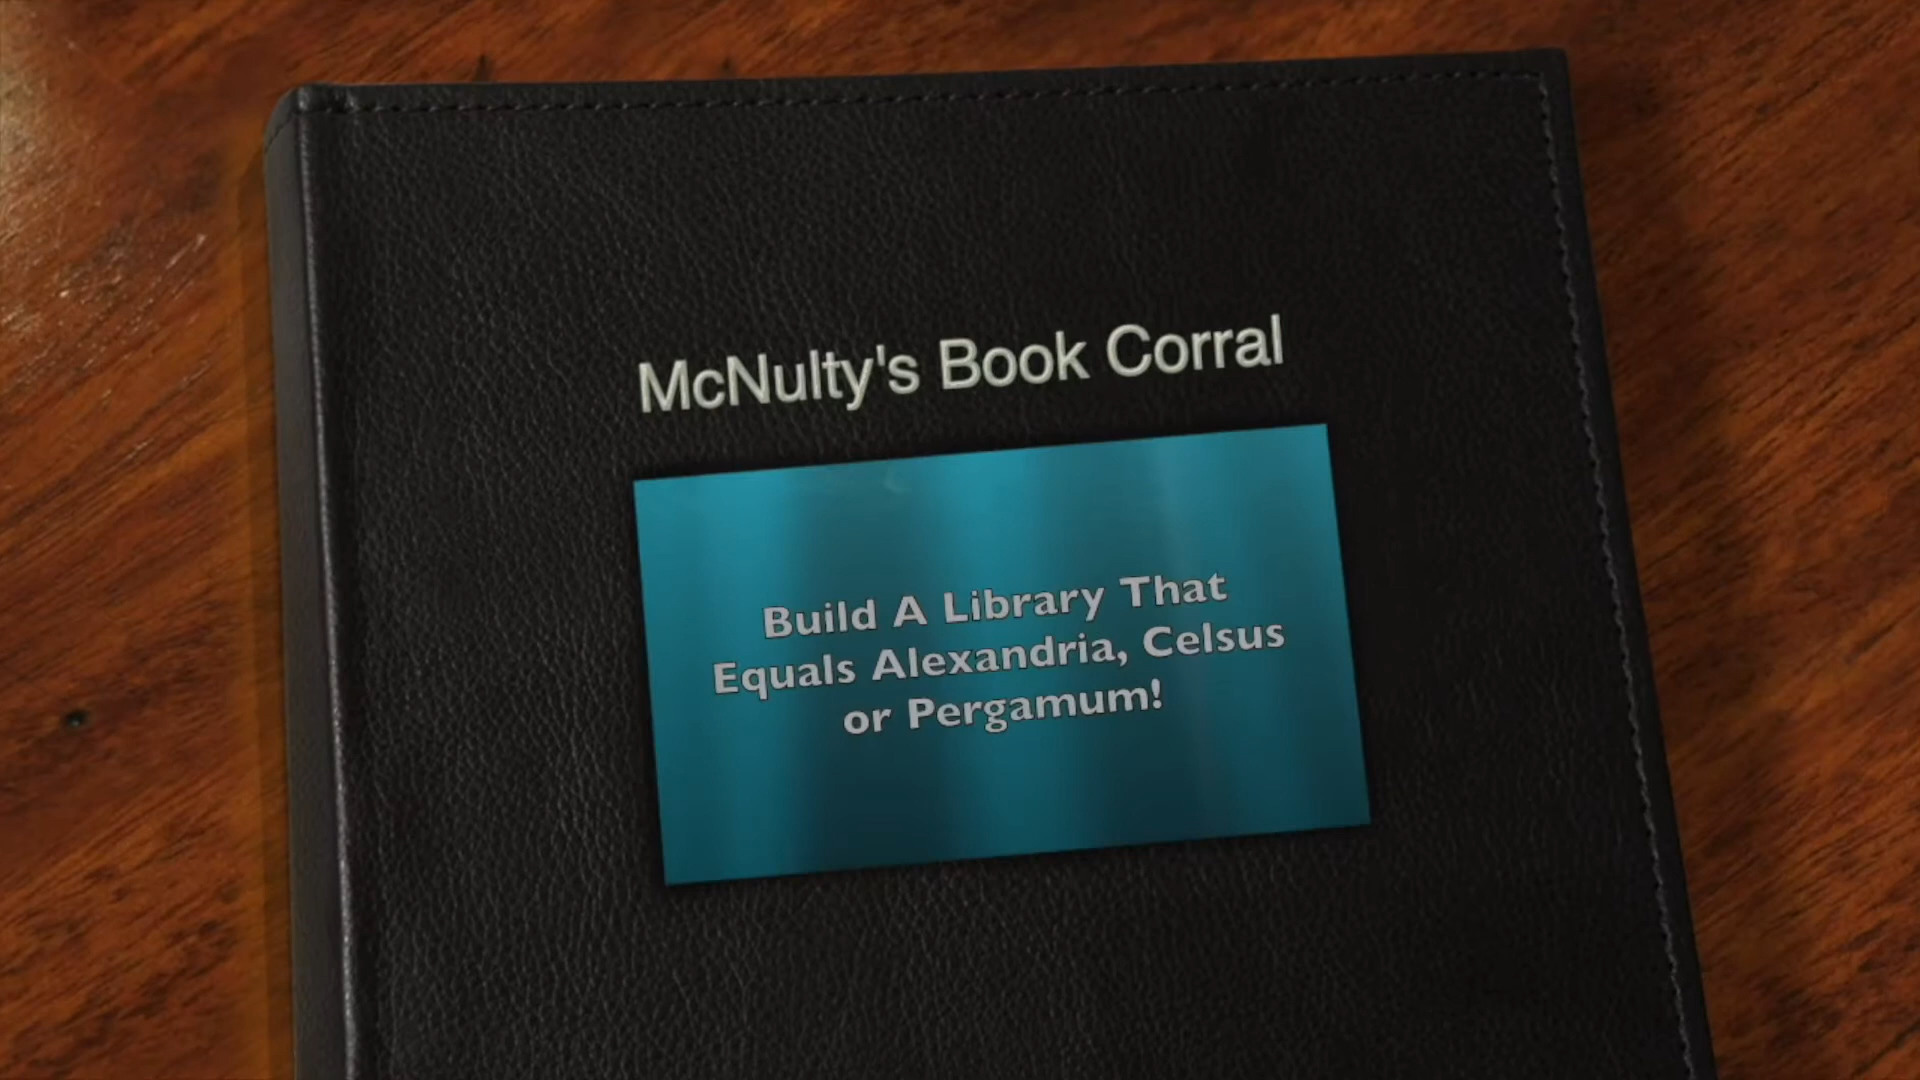 McNulty's Book Corral
Build A Library That
Equals Alexandria, Celsus
or Pergamum!